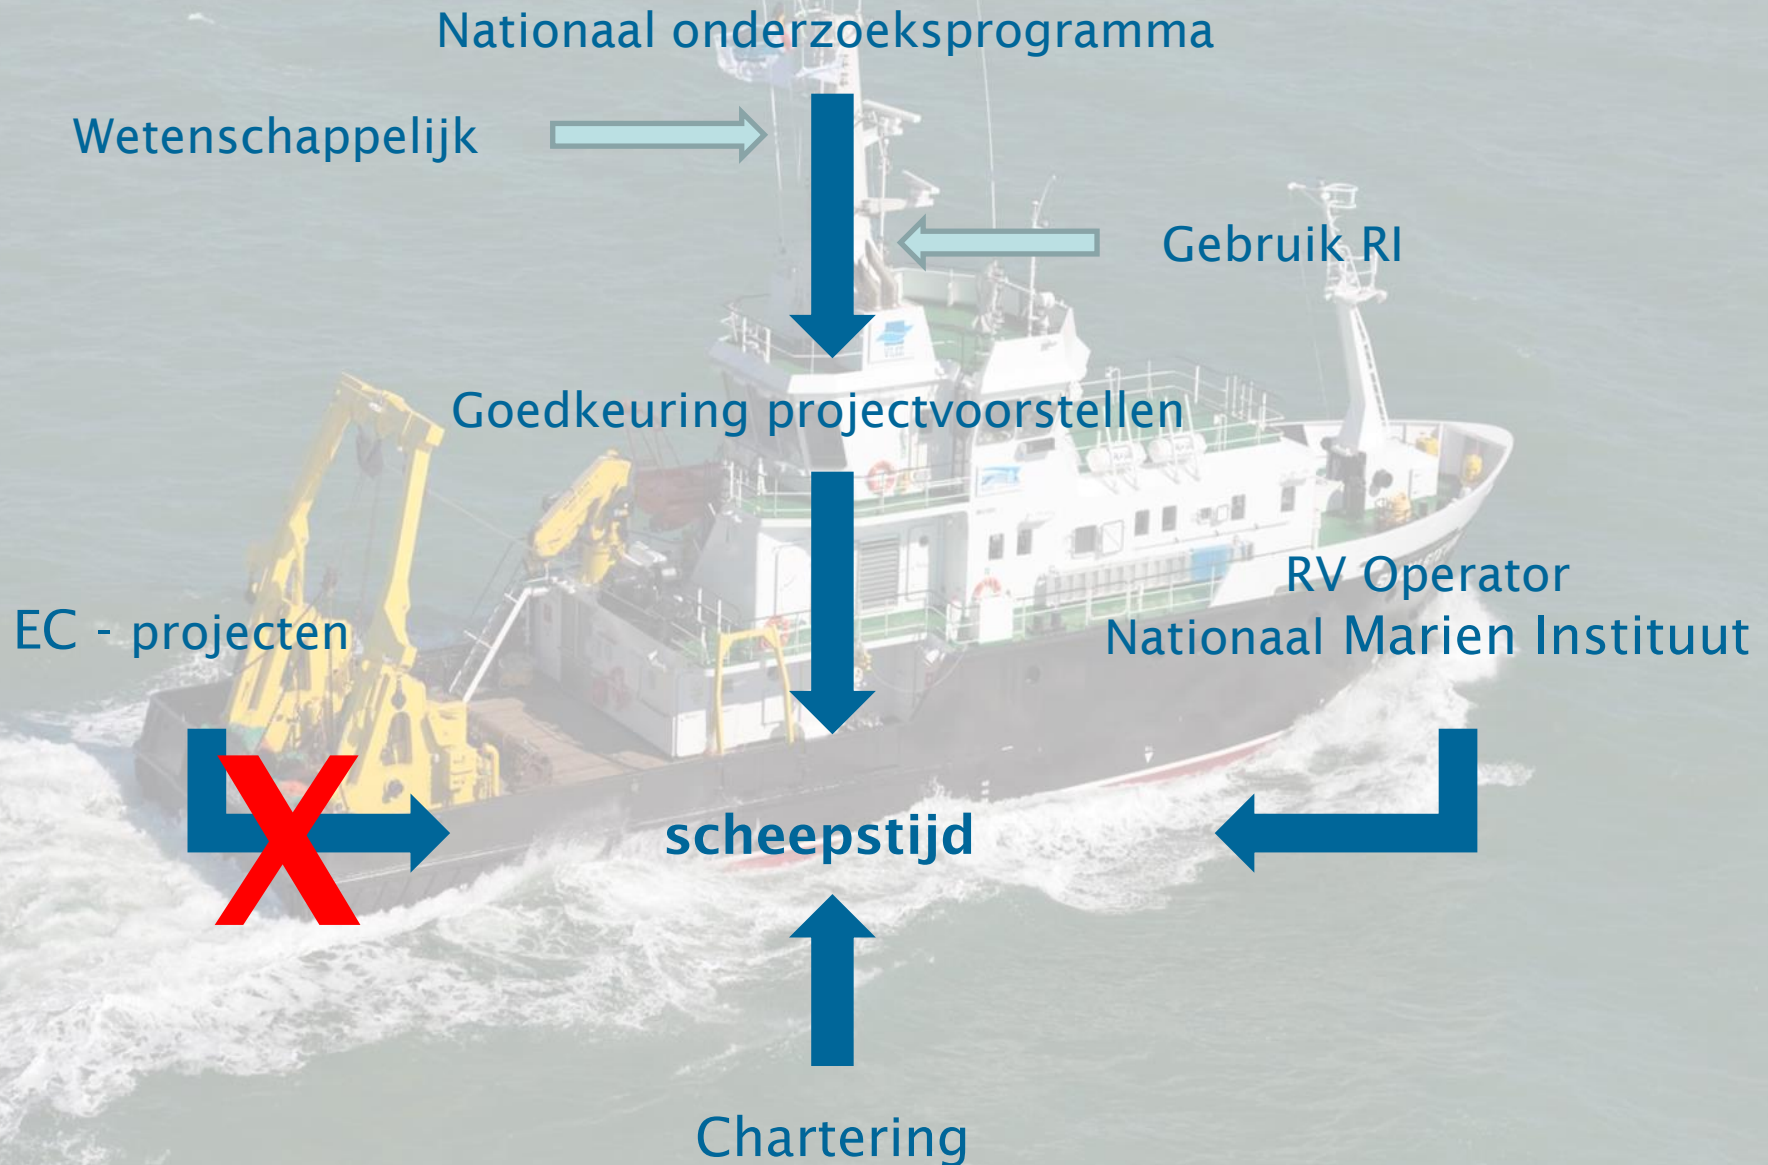 Nationaal onderzoeksprogramma
Wetenschappelijk
Gebruik RI
Goedkeuring projectvoorstellen
RV Operator
EC - projecten
Nationaal Marien Instituut
X
scheepstijd
Chartering